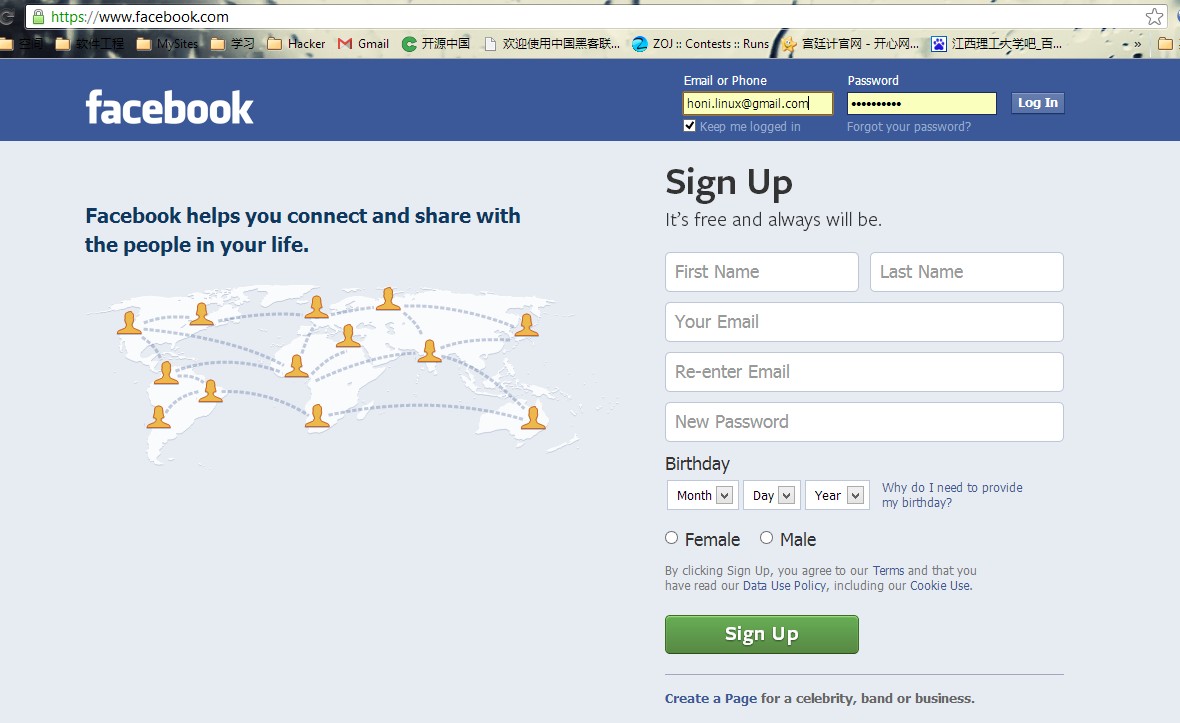 https://www.facebook.com
空间 软件工程 MySites 学习 Hacker Gmail 开源中国 欢迎使用中国黑客联... ZOJ :: Contests :: Runs 宫廷计官网 - 开心网... 江西理工大学吧_百... »
facebook
Email or Phone Password
honi.linux@gmail.com •••••••••• Log In
Keep me logged in Forgot your password?
Sign Up
It's free and always will be.
Facebook helps you connect and share with
the people in your life.
First Name Last Name
Your Email
Re-enter Email
New Password
Birthday
Month Day Year
Why do I need to provide
my birthday?
Female Male
By clicking Sign Up, you agree to our Terms and that you
have read our Data Use Policy, including our Cookie Use.
Sign Up
Create a Page for a celebrity, band or business.